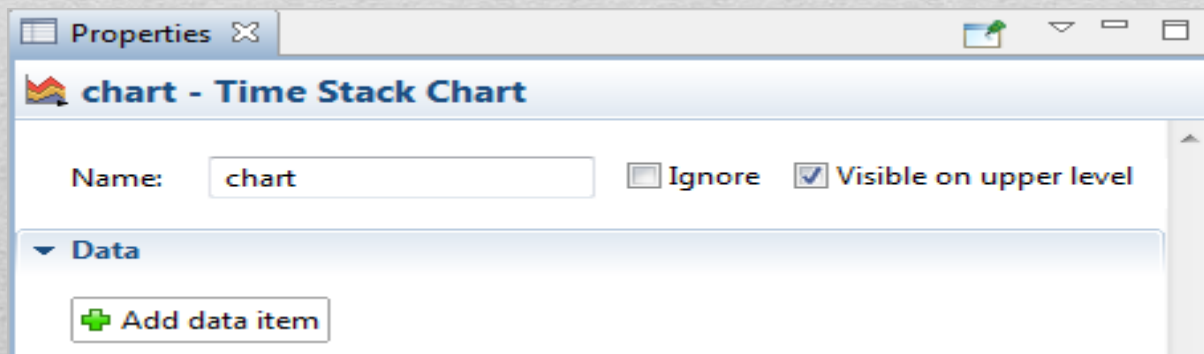 Properties
chart - Time Stack Chart
Name: chart Ignore Visible on upper level
Data
Add data item